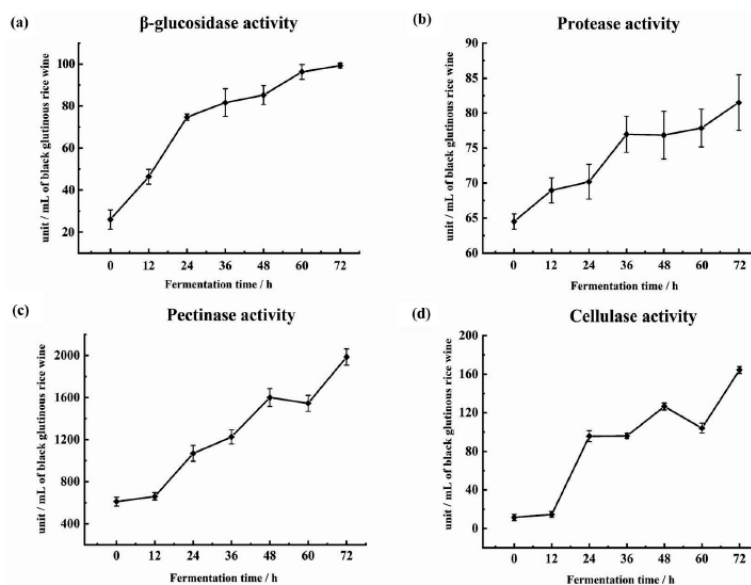 (a)
β-glucosidase activity
unit / mL of black glutinous rice wine
100
80
60
40
20
0 12 24 36 48 60 72
Fermentation time / h
(b)
Protease activity
unit / mL of black glutinous rice wine
90
85
80
75
70
65
60
0 12 24 36 48 60 72
Fermentation time / h
(c)
Pectinase activity
unit / mL of black glutinous rice wine
2000
1600
1200
800
400
0 12 24 36 48 60 72
Fermentation time / h
(d)
Cellulase activity
unit / mL of black glutinous rice wine
200
160
120
80
40
0
0 12 24 36 48 60 72
Fermentation time / h